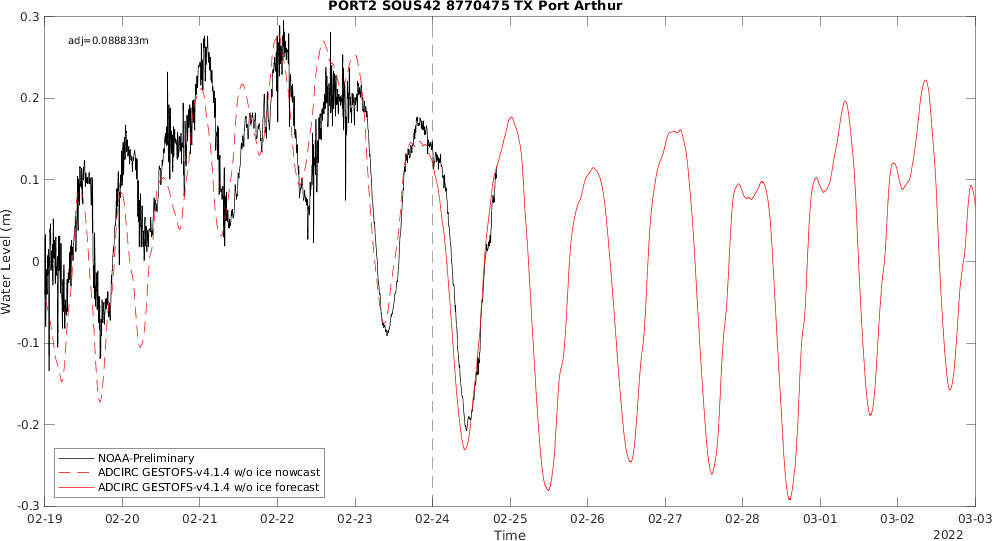 PORT2 SOUS42 8770475 TX Port Arthur
adj=0.088833m
0.3
0.2
0.1
0
-0.1
-0.2
-0.3
Water Level (m)
NOAA-Preliminary
ADCIRC GESTOFS-v4.1.4 w/o ice nowcast
ADCIRC GESTOFS-v4.1.4 w/o ice forecast
02-19 02-20 02-21 02-22 02-23 02-24 02-25 02-26 02-27 02-28 03-01 03-02 03-03
Time
2022